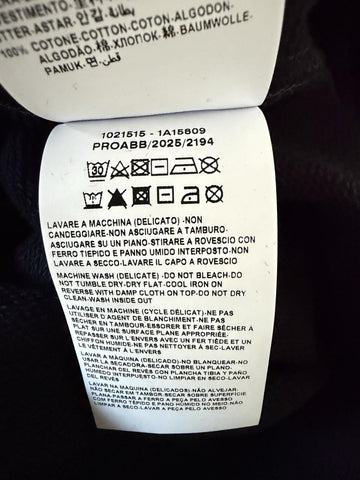 VESTIMENTO-
TTER-ASTAR-인감-بطانة
100% COTONE-COTTON-COTON-ALGODON-
ALGODÃO-棉-ХЛОПОК-綿-BAUMWOLLE-
PAMUK-면-قطن
1021515 - 1A15809
PROABB/2025/2194
30
LAVARE A MACCHINA (DELICATO) -NON
CANDEGGIARE-NON ASCIUGARE A TAMBURO-
ASCIUGARE SU UN PIANO-STIRARE A ROVESCIO CON
FERRO TIEPIDO E PANNO UMIDO INTERPOSTO-NON
LAVARE A SECCO-LAVARE IL CAPO A ROVESCIO
MACHINE WASH (DELICATE) -DO NOT BLEACH-DO
NOT TUMBLE DRY-DRY FLAT-COOL IRON ON
REVERSE WITH DAMP CLOTH ON TOP-DO NOT DRY
CLEAN-WASH INSIDE OUT
LAVAGE EN MACHINE (CYCLE DÉLICAT)-NE PAS
UTILISER D'AGENT DE BLANCHIMENT-NE PAS
SÉCHER EN TAMBOUR-ESSORER ET FAIRE SÉCHER À
PLAT SUR UNE SURFACE PLANE APPROPRIÉE.
REPASSER SUR L'ENVERS AVEC UN FER TIÈDE ET UN
CHIFFON HUMIDE-NE PAS NETTOYER À SEC-LAVER
LE VÊTEMENT À L'ENVERS
LAVAR A MÁQUINA (DELICADO)-NO BLANQUEAR-NO
USAR LA SECADORA-SECAR SOBRE UN PLANO-
PLANCHAR DEL REVÉS CON PLANCHA TIBIA Y PAÑO
HÚMEDO INTERPUESTO-NO LIMPIAR EN SECO-LAVAR
DEL REVÉS
LAVAR NA MÁQUINA (DELICADOS)-NÃO ALVEJAR-
NÃO SECAR EM TAMBOR-SECAR SOBRE SUPERFÍCIE
PLANA-PASSAR A FERRO A PEÇA PELO AVESSO
COM FERRO TÉPIDO E PANO HÚMIDO NO MEIO-NÃO
LIMPAR A SECO-LAVAR A PEÇA PELO AVESSO